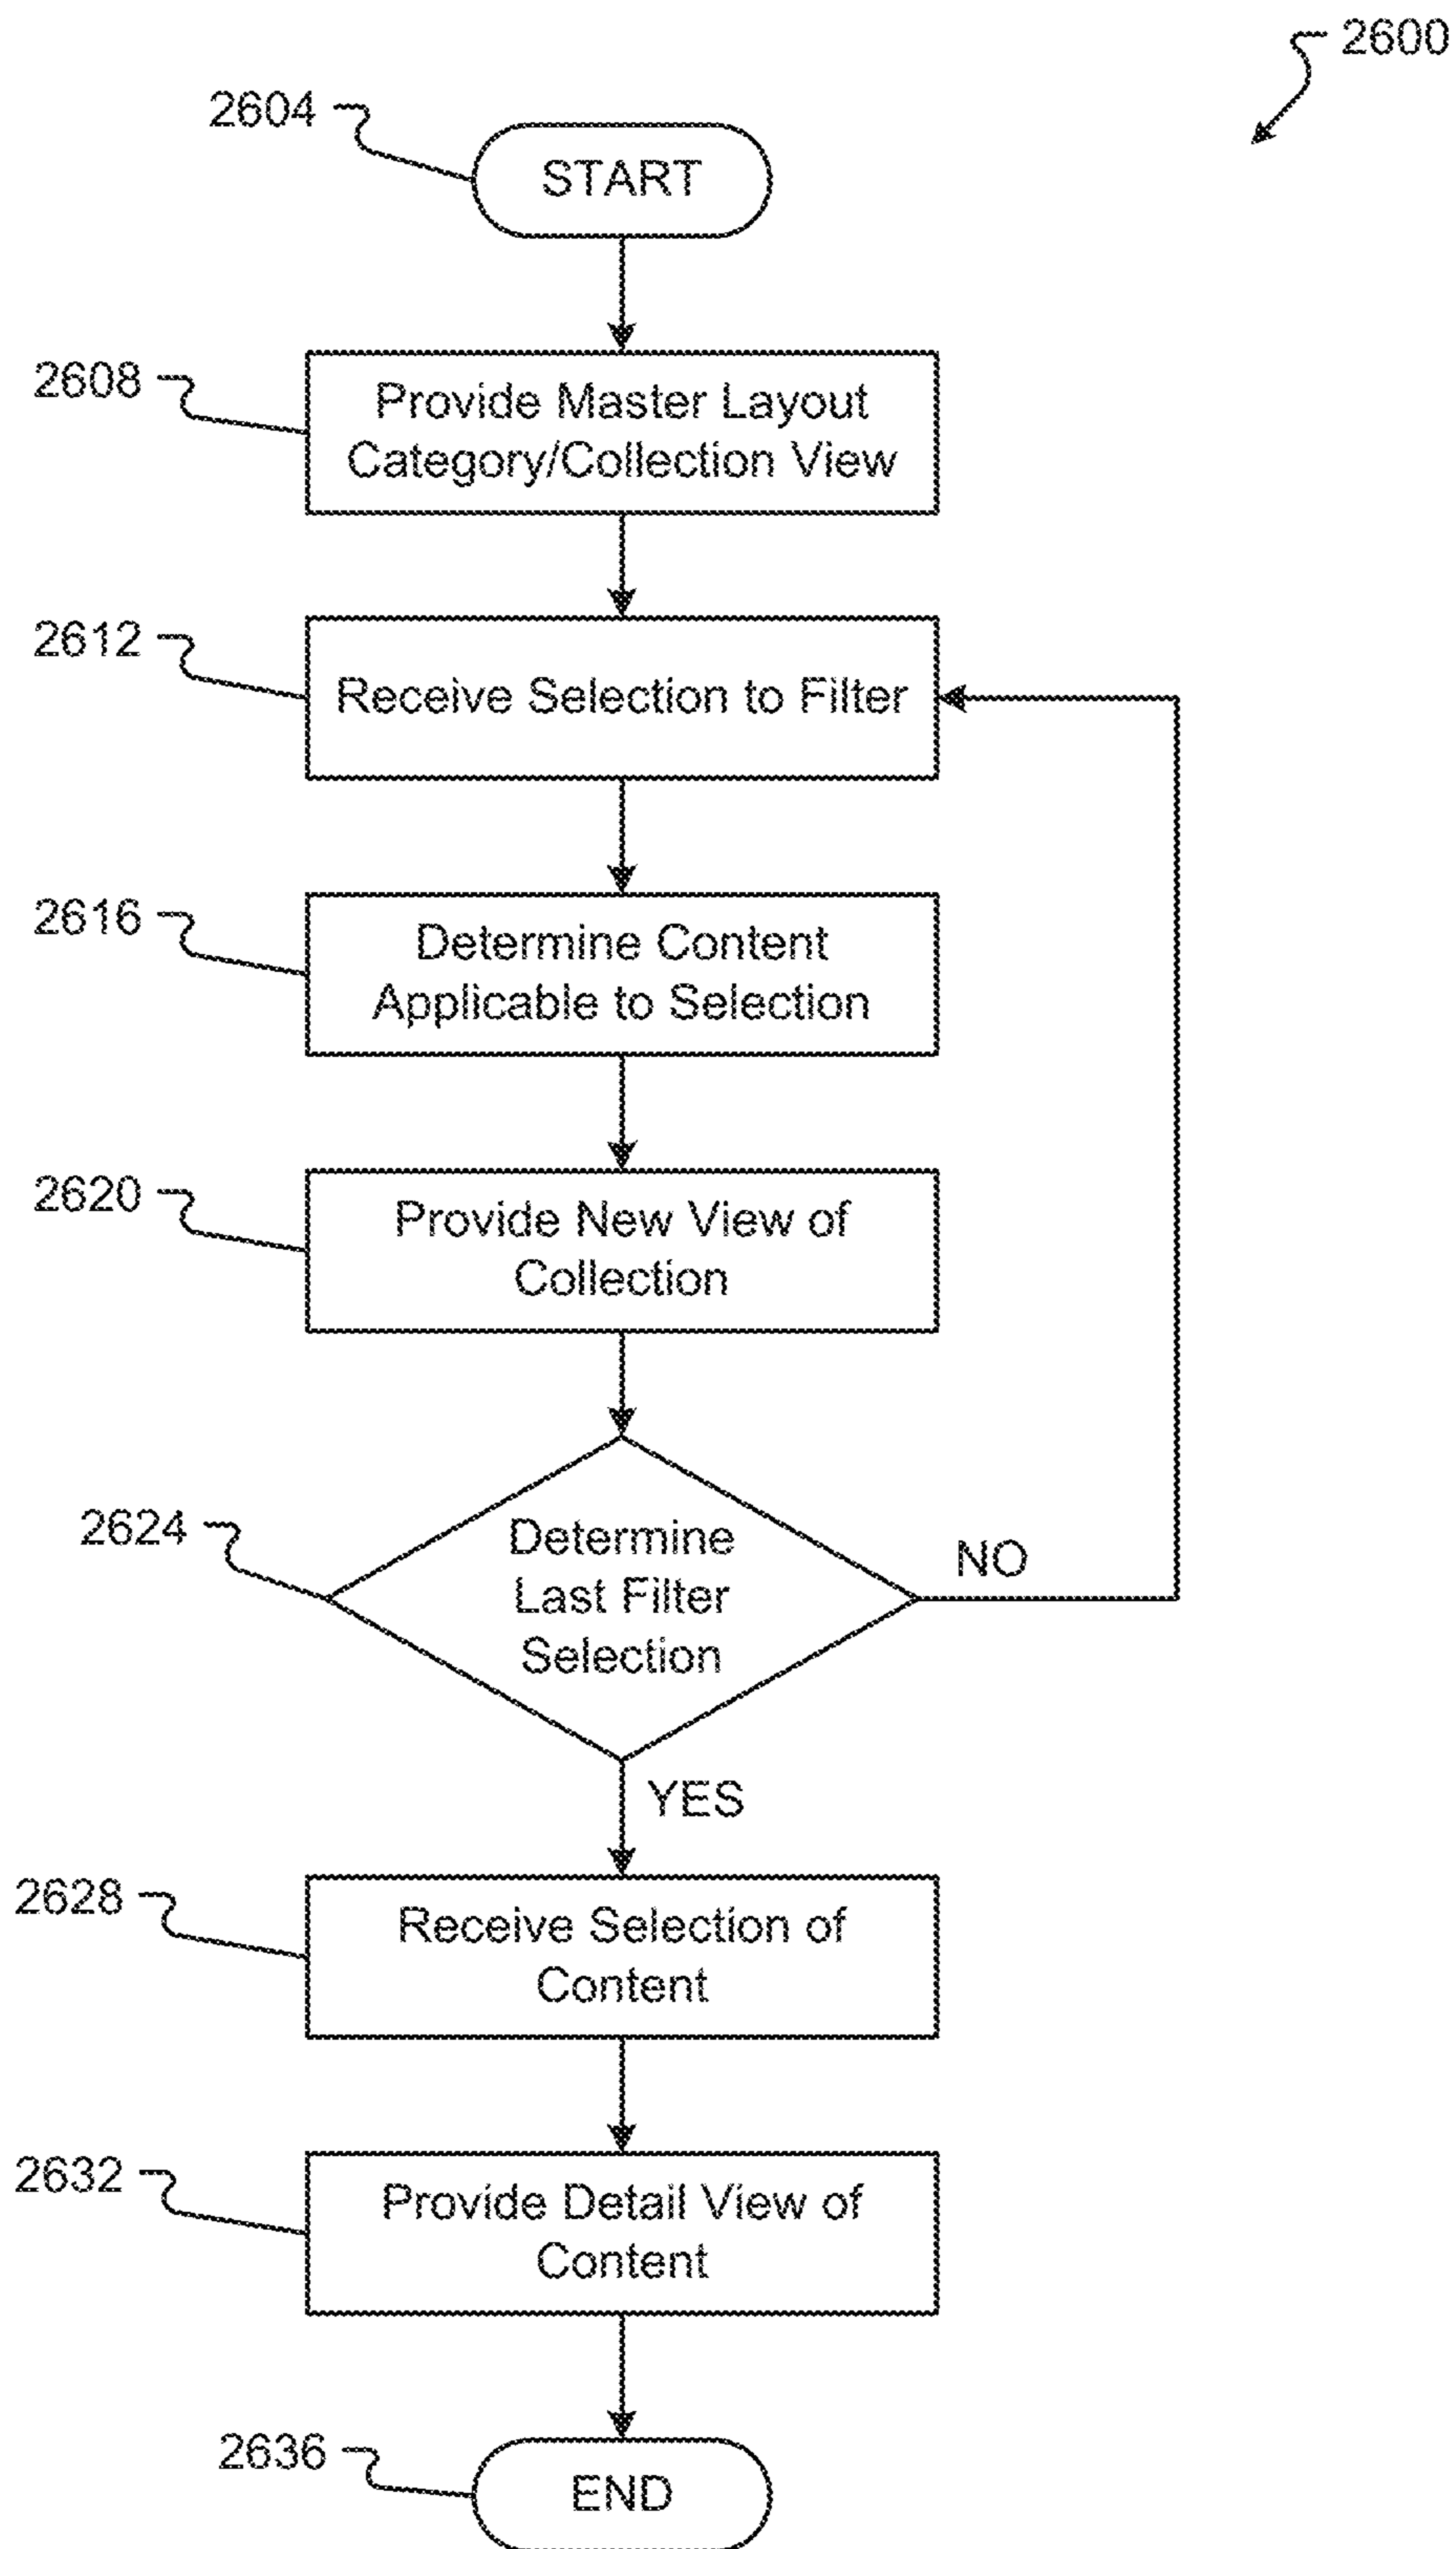 2600
2604
START
2608
Provide Master Layout
Category/Collection View
2612
Receive Selection to Filter
2616
Determine Content
Applicable to Selection
2620
Provide New View of
Collection
2624
Determine
Last Filter
Selection
NO
YES
2628
Receive Selection of
Content
2632
Provide Detail View of
Content
2636
END